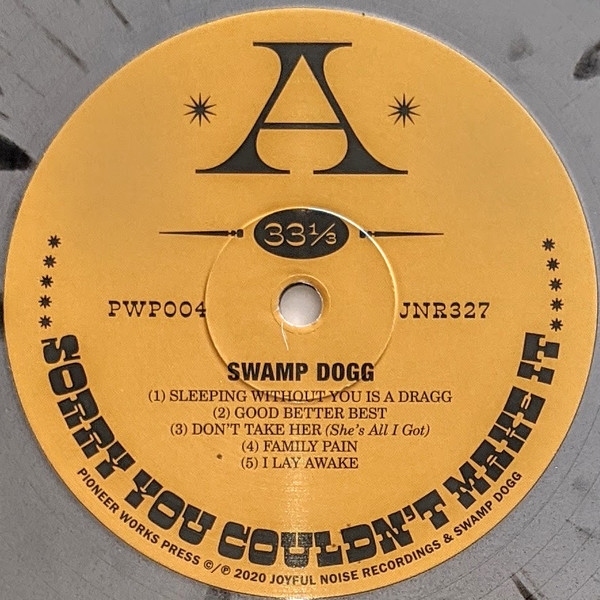 A
33⅓
PWP004
JNR327
SWAMP DOGG
(1) SLEEPING WITHOUT YOU IS A DRAGG
(2) GOOD BETTER BEST
(3) DON'T TAKE HER (She's All I Got)
(4) FAMILY PAIN
(5) I LAY AWAKE
SORRY YOU COULDN'T MAKE IT
PIONEER WORKS PRESS ©/℗ 2020 JOYFUL NOISE RECORDINGS & SWAMP DOGG